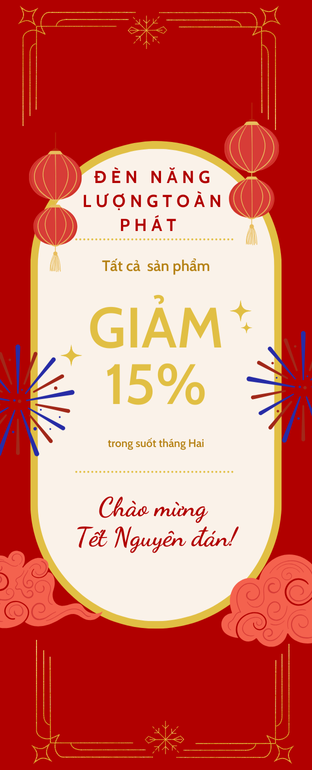 ĐÈN NĂNG
LƯỢNGTOÀN
PHÁT
Tất cả sản phẩm
GIẢM
15%
trong suốt tháng Hai
Chào mừng
Tết Nguyên đán!